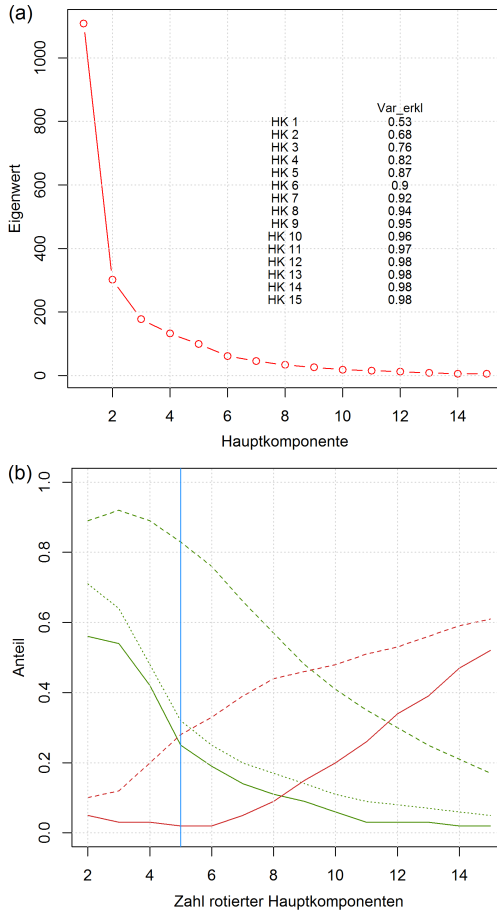 (a)
Eigenwert
0
200
400
600
800
1000
Var_erkl
HK 1 0.53
HK 2 0.68
HK 3 0.76
HK 4 0.82
HK 5 0.87
HK 6 0.9
HK 7 0.92
HK 8 0.94
HK 9 0.95
HK 10 0.96
HK 11 0.97
HK 12 0.98
HK 13 0.98
HK 14 0.98
HK 15 0.98
2 4 6 8 10 12 14
Hauptkomponente
(b)
Anteil
0.0
0.2
0.4
0.6
0.8
1.0
2 4 6 8 10 12 14
Zahl rotierter Hauptkomponenten